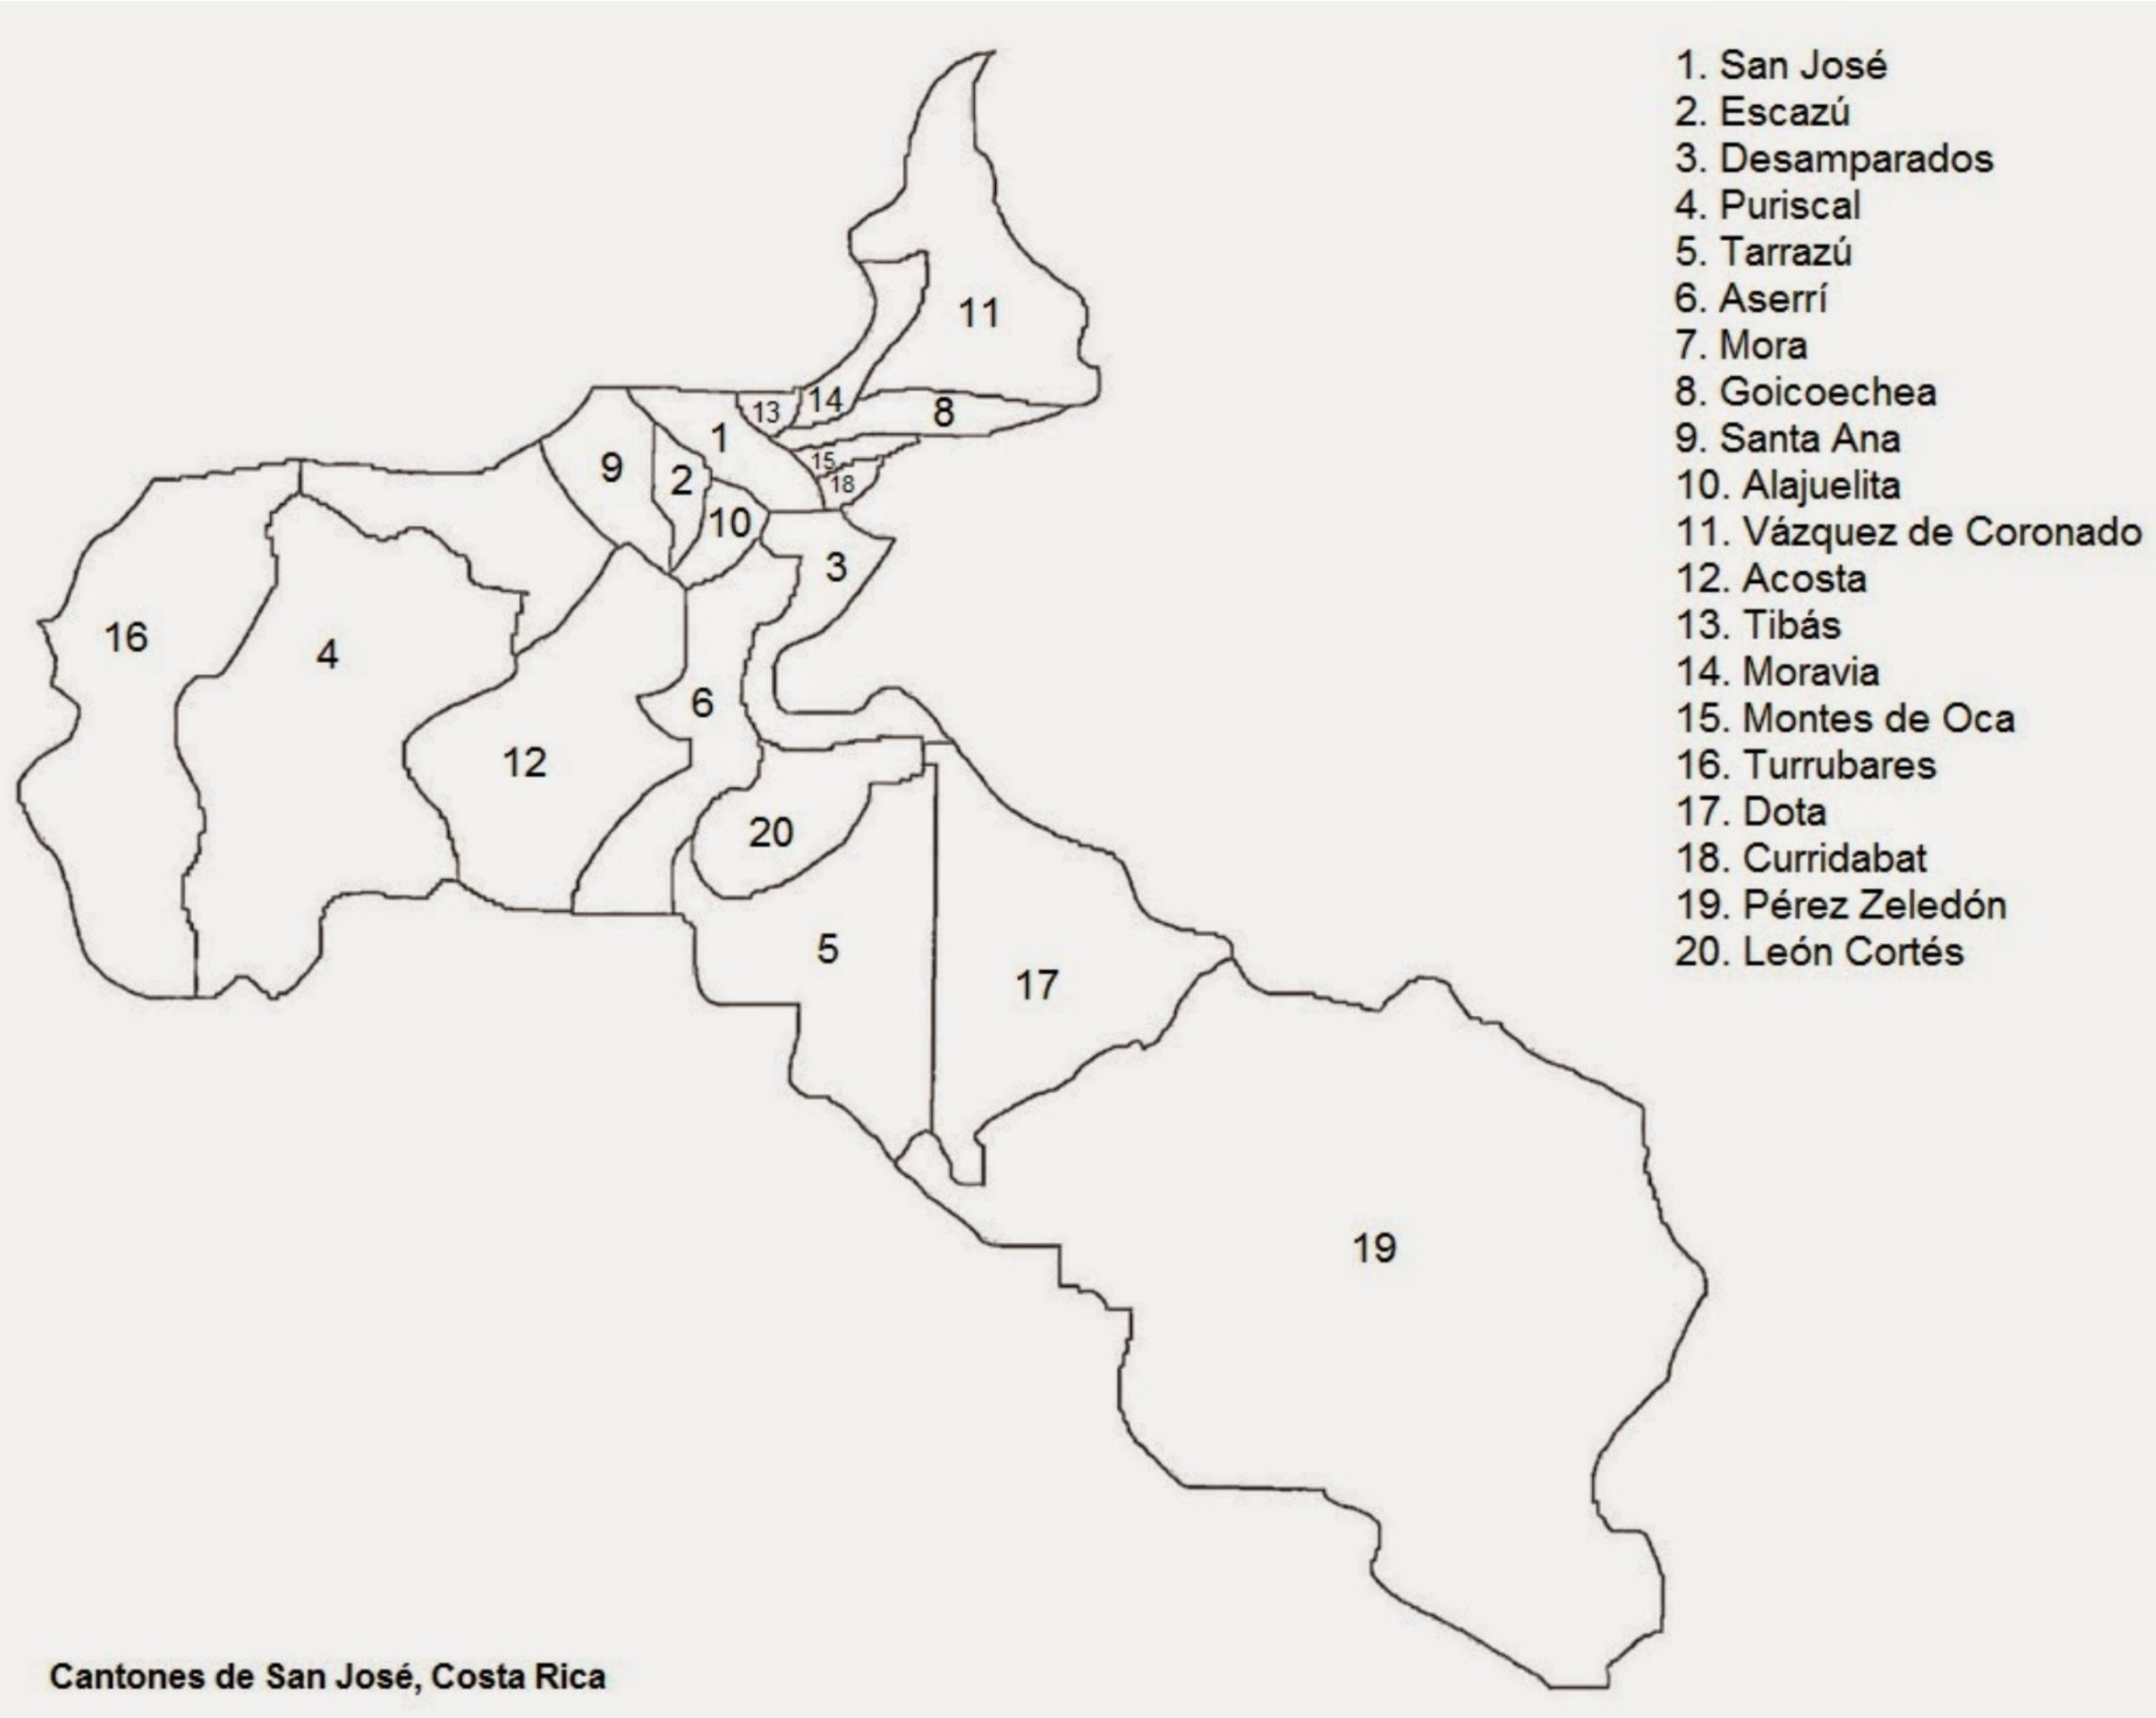 1. San José
2. Escazú
3. Desamparados
4. Puriscal
5. Tarrazú
6. Aserrí
7. Mora
8. Goicoechea
9. Santa Ana
10. Alajuelita
11. Vázquez de Coronado
12. Acosta
13. Tibás
14. Moravia
15. Montes de Oca
16. Turrubares
17. Dota
18. Curridabat
19. Pérez Zeledón
20. León Cortés
11
14
13
8
1
15
9
2
18
10
3
16
4
6
12
20
5
17
19
Cantones de San José, Costa Rica